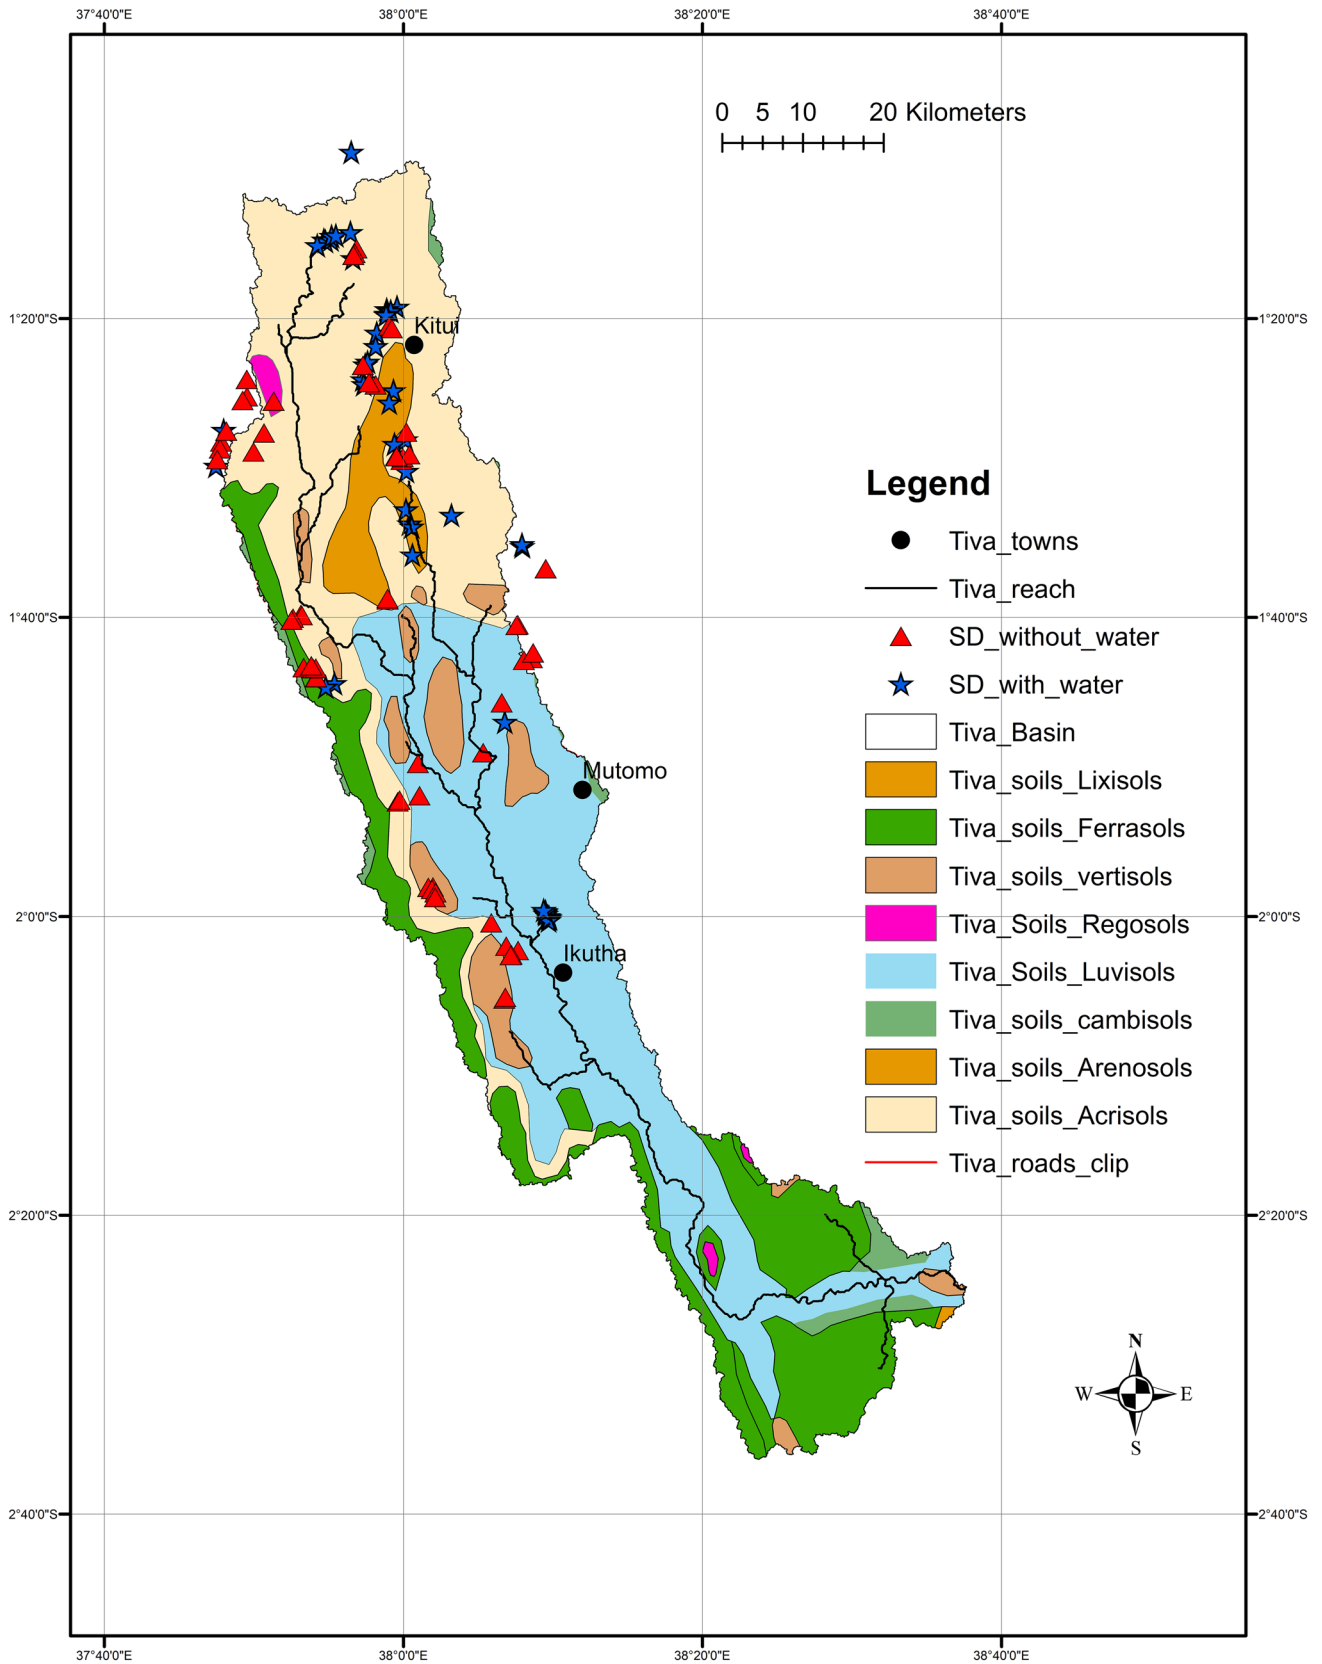 37°40'0"E 38°0'0"E 38°20'0"E 38°40'0"E
0 5 10 20 Kilometers
1°20'0"S 1°20'0"S
Kitui
Legend
Tiva_towns
Tiva_reach
1°40'0"S 1°40'0"S
SD_without_water
SD_with_water
Tiva_Basin
Mutomo
Tiva_soils_Lixisols
Tiva_soils_Ferrasols
Tiva_soils_vertisols
2°0'0"S 2°0'0"S
Tiva_Soils_Regosols
Ikutha
Tiva_Soils_Luvisols
Tiva_soils_cambisols
Tiva_soils_Arenosols
Tiva_soils_Acrisols
Tiva_roads_clip
2°20'0"S 2°20'0"S
N
W E
S
2°40'0"S 2°40'0"S
37°40'0"E 38°0'0"E 38°20'0"E 38°40'0"E